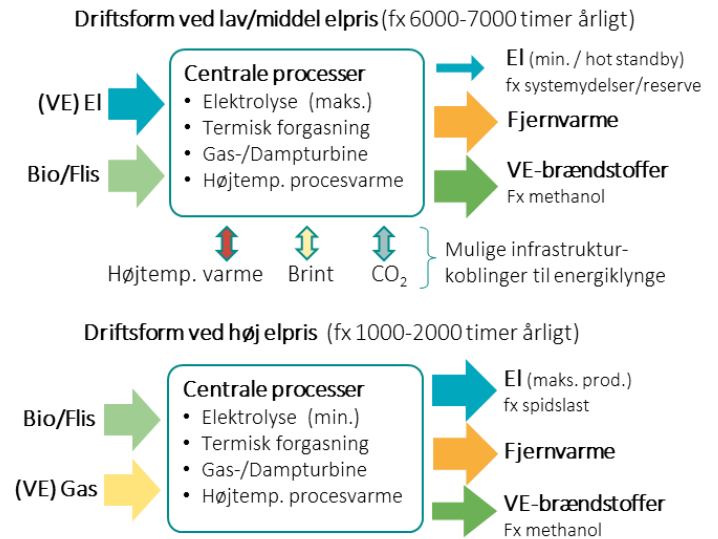 Driftsform ved lav/middel elpris (fx 6000-7000 timer årligt)
(VE) El
Bio/Flis
Centrale processer
• Elektrolyse (maks.)
• Termisk forgasning
• Gas-/Dampturbine
• Højtemp. procesvarme
El (min. / hot standby)
fx systemydelser/reserve
Fjernvarme
VE-brændstoffer
Fx methanol
Højtemp. varme
Brint
CO2
Mulige infrastruktur-
koblinger til energiklynge
Driftsform ved høj elpris (fx 1000-2000 timer årligt)
Bio/Flis
(VE) Gas
Centrale processer
• Elektrolyse (min.)
• Termisk forgasning
• Gas-/Dampturbine
• Højtemp. procesvarme
El (maks. prod.)
fx spidslast
Fjernvarme
VE-brændstoffer
Fx methanol